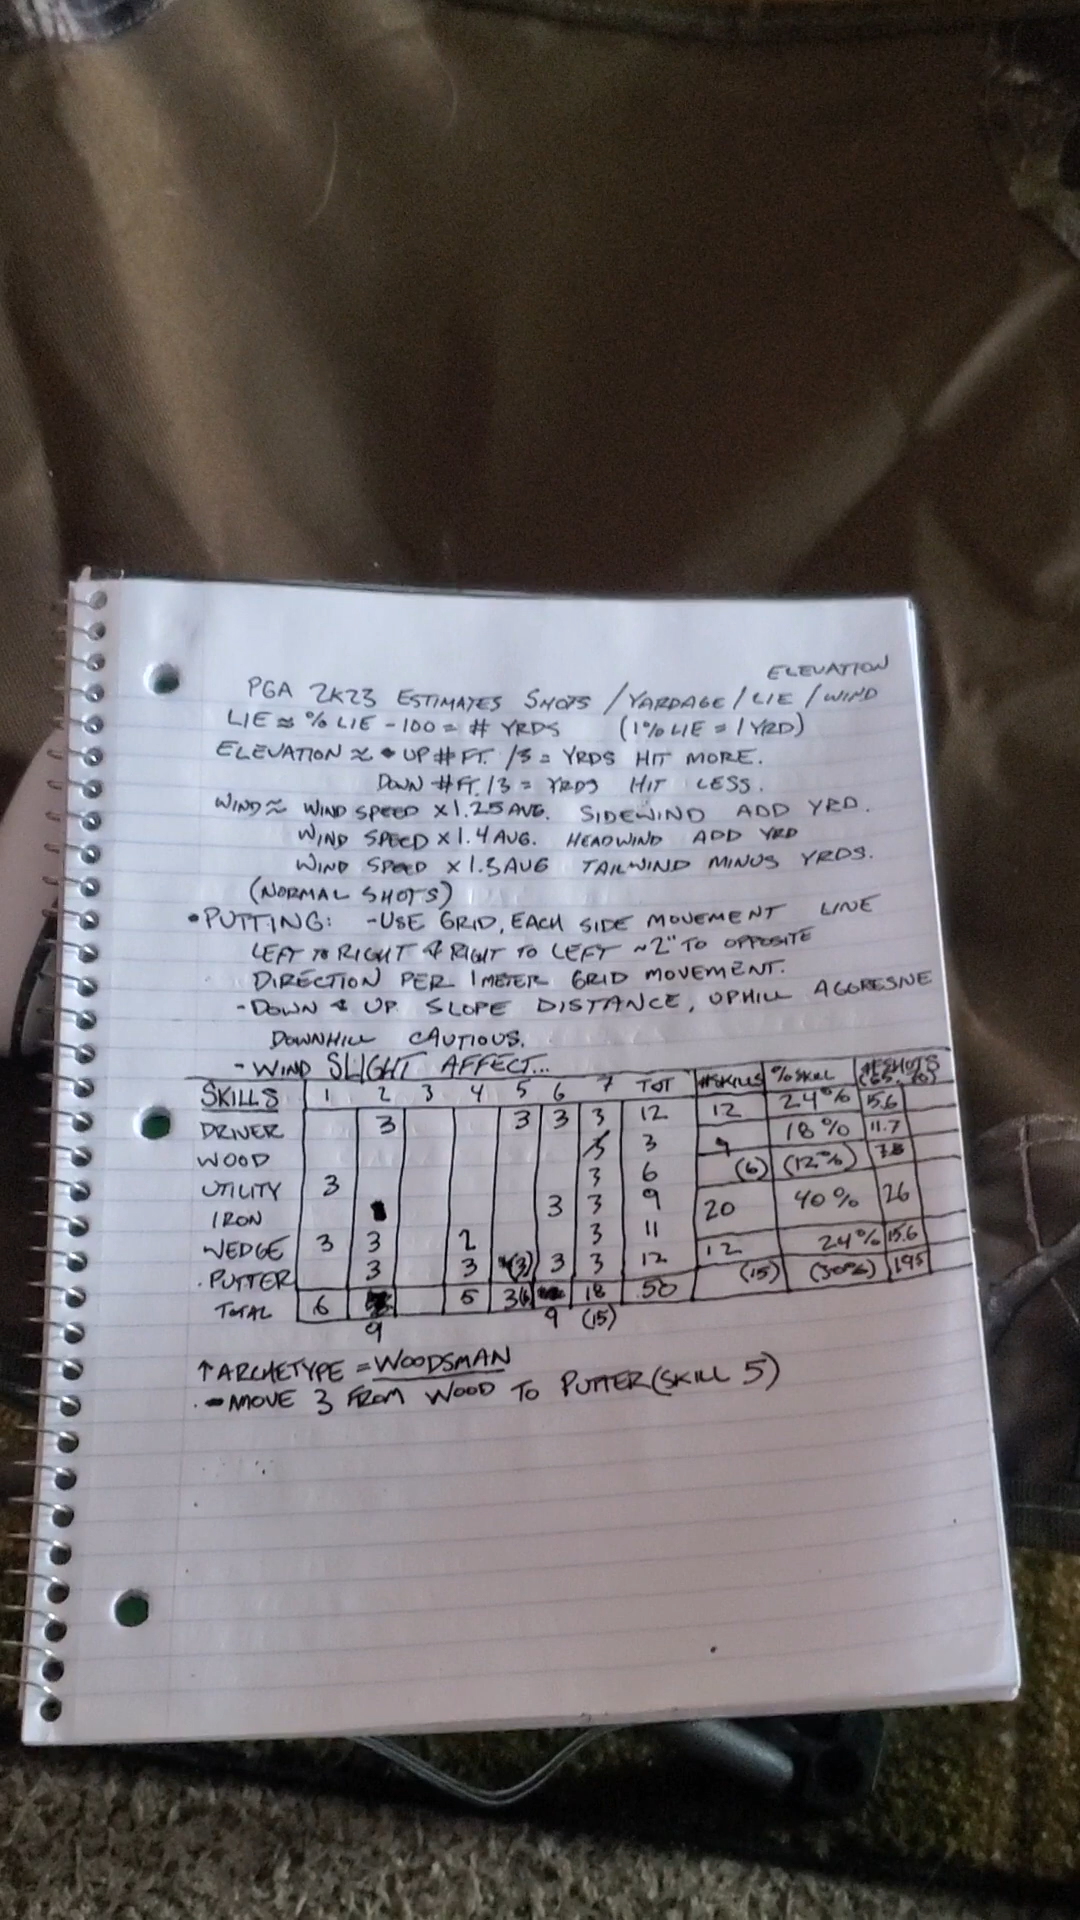 ELEVATION
PGA 2K23 ESTIMATES SHOTS / YARDAGE / LIE / WIND
LIE ≈ % LIE - 100 = # YRDS (1% LIE = 1 YRD)
ELEVATION ≈ UP # FT. /3 = YRDS HIT MORE.
DOWN # FT. /3 = YRDS HIT LESS.
WIND ≈ WIND SPEED X 1.25 AVG. SIDEWIND ADD YRD.
WIND SPEED X 1.4 AUG. HEADWIND ADD YRD
WIND SPEED X 1.3 AUG TAILWIND MINUS YRDS.
(NORMAL SHOTS)
• PUTTING: - USE GRID, EACH SIDE MOVEMENT LINE
LEFT TO RIGHT & RIGHT TO LEFT ~2" TO OPPOSITE
DIRECTION PER 1 METER GRID MOVEMENT.
- DOWN & UP SLOPE DISTANCE, UPHILL AGGRESIVE
DOWNHILL CAUTIOUS.
- WIND SLIGHT AFFECT...
SKILLS 1 2 3 4 5 6 7 TOT #SKILLS %SKILL #SHOTS
DRIVER 3 3 3 3 12 12 24% 15.6
WOOD 3 3 9 18% 11.7
UTILITY 3 3 6 (6) (12%) 7.8
IRON 3 3 9 20 40% 26
WEDGE 3 3 2 3 11
PUTTER 3 3 (3) 3 3 12 12 24% 15.6
(15) (30%) 195
TOTAL 6 5 18 50
9 9 (15)
↑ ARCHETYPE = WOODSMAN
- MOVE 3 FROM WOOD TO PUTTER (SKILL 5)